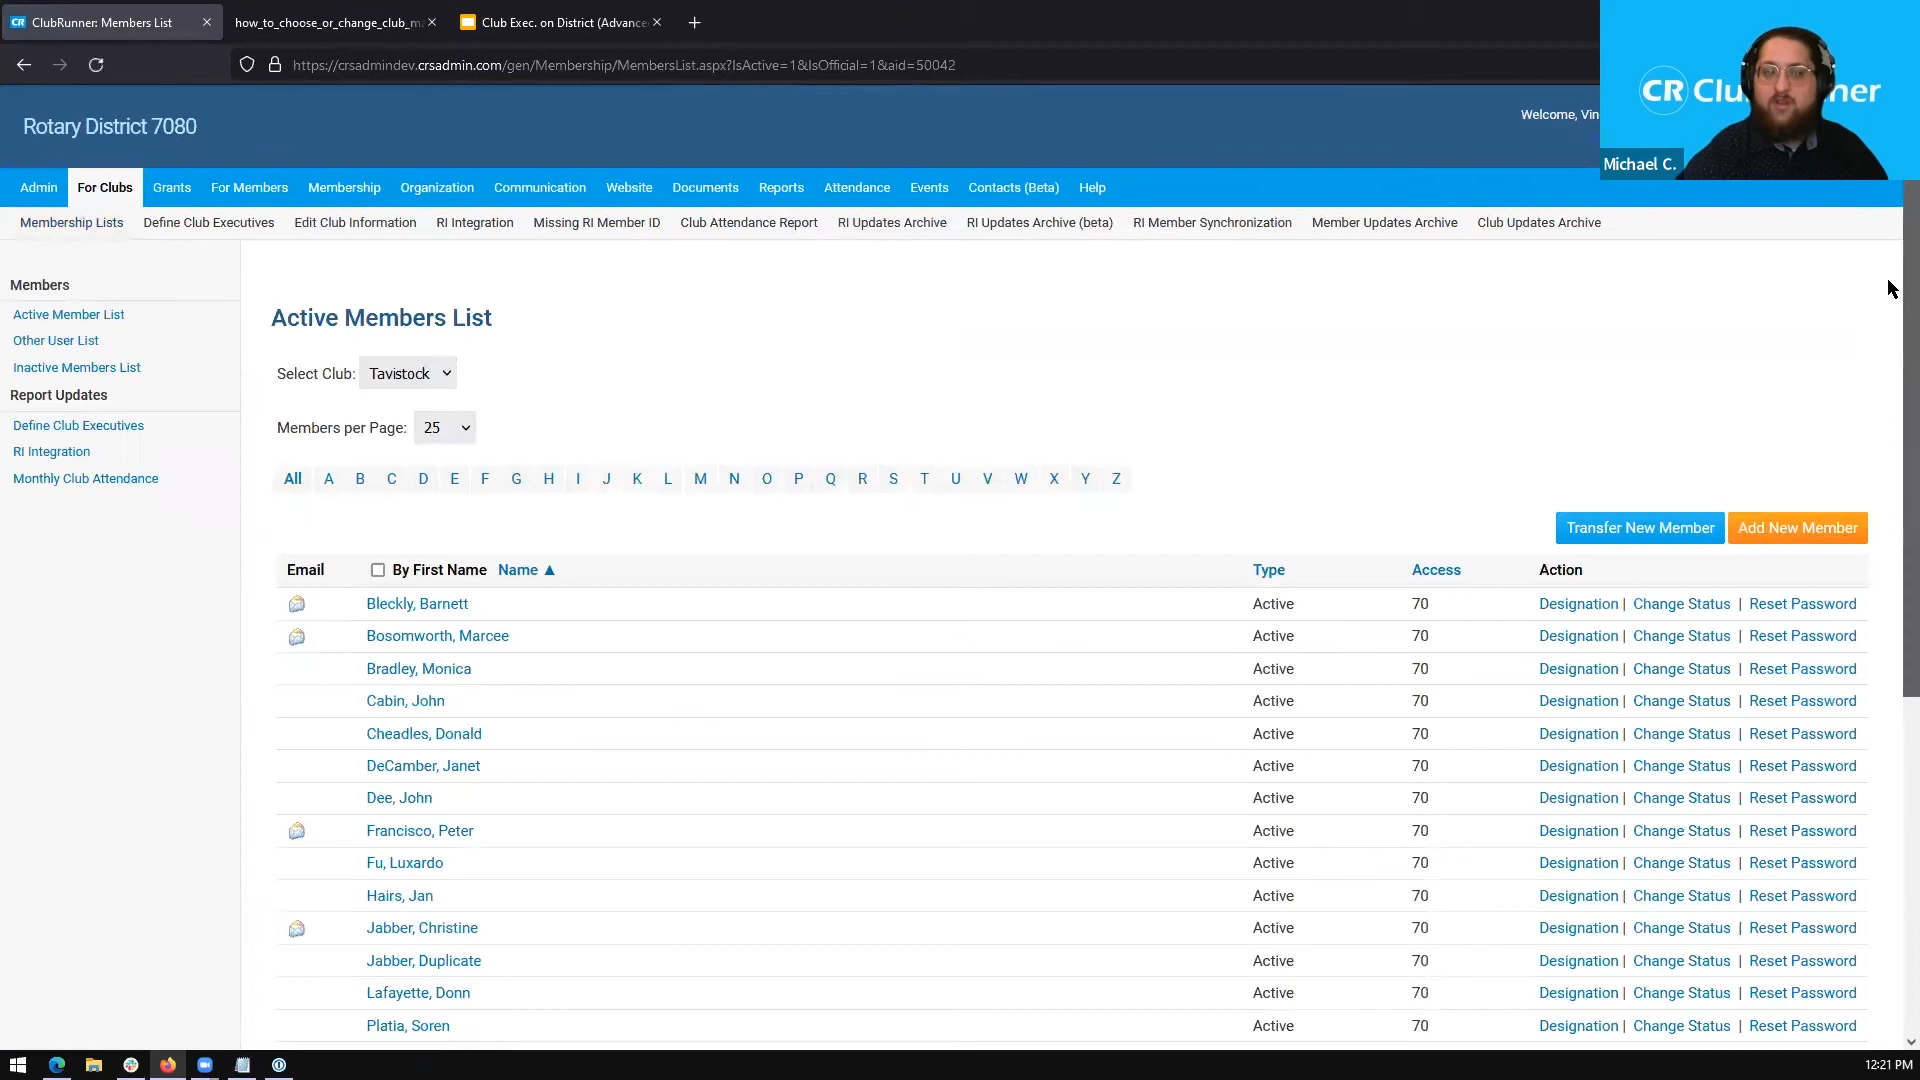 CR ClubRunner: Members List
how_to_choose_or_change_club_m
Club Exec. on District (Advance
https://crsadmindev.crsadmin.com/gen/Membership/MembersList.aspx?IsActive=1&IsOfficial=1&aid=50042
CR Clu ner
Michael C.
Rotary District 7080
Welcome, Vin
Admin For Clubs Grants For Members Membership Organization Communication Website Documents Reports Attendance Events Contacts (Beta) Help
Membership Lists Define Club Executives Edit Club Information RI Integration Missing RI Member ID Club Attendance Report RI Updates Archive RI Updates Archive (beta) RI Member Synchronization Member Updates Archive Club Updates Archive
Members
Active Member List
Other User List
Inactive Members List
Report Updates
Define Club Executives
RI Integration
Monthly Club Attendance
Active Members List
Select Club: Tavistock
Members per Page: 25
All A B C D E F G H I J K L M N O P Q R S T U V W X Y Z
Transfer New Member Add New Member
Email By First Name Name ▲ Type Access Action
Bleckly, Barnett Active 70 Designation | Change Status | Reset Password
Bosomworth, Marcee Active 70 Designation | Change Status | Reset Password
Bradley, Monica Active 70 Designation | Change Status | Reset Password
Cabin, John Active 70 Designation | Change Status | Reset Password
Cheadles, Donald Active 70 Designation | Change Status | Reset Password
DeCamber, Janet Active 70 Designation | Change Status | Reset Password
Dee, John Active 70 Designation | Change Status | Reset Password
Francisco, Peter Active 70 Designation | Change Status | Reset Password
Fu, Luxardo Active 70 Designation | Change Status | Reset Password
Hairs, Jan Active 70 Designation | Change Status | Reset Password
Jabber, Christine Active 70 Designation | Change Status | Reset Password
Jabber, Duplicate Active 70 Designation | Change Status | Reset Password
Lafayette, Donn Active 70 Designation | Change Status | Reset Password
Platia, Soren Active 70 Designation | Change Status | Reset Password
12:21 PM